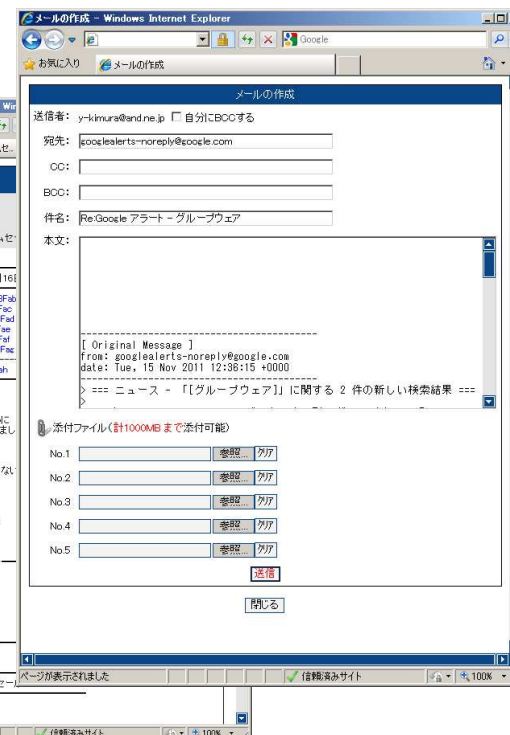 メールの作成 - Windows Internet Explorer
Google
お気に入り
メールの作成
メールの作成
送信者: y-kimura@and.ne.jp 自分にBCCする
宛先: googlealerts-noreply@google.com
CC:
BCC:
件名: Re:Google アラート - グループウェア
本文:
----------------------------------------
[ Original Message ]
from: googlealerts-noreply@google.com
date: Tue, 15 Nov 2011 12:36:15 +0000
----------------------------------------
> === ニュース - 「[グループウェア]」に関する 2 件の新しい検索結果 ===
>
添付ファイル(計1000MBまで添付可能)
No.1 参照... クリア
No.2 参照... クリア
No.3 参照... クリア
No.4 参照... クリア
No.5 参照... クリア
送信
閉じる
ページが表示されました 信頼済みサイト 100%
信頼済みサイト 100%